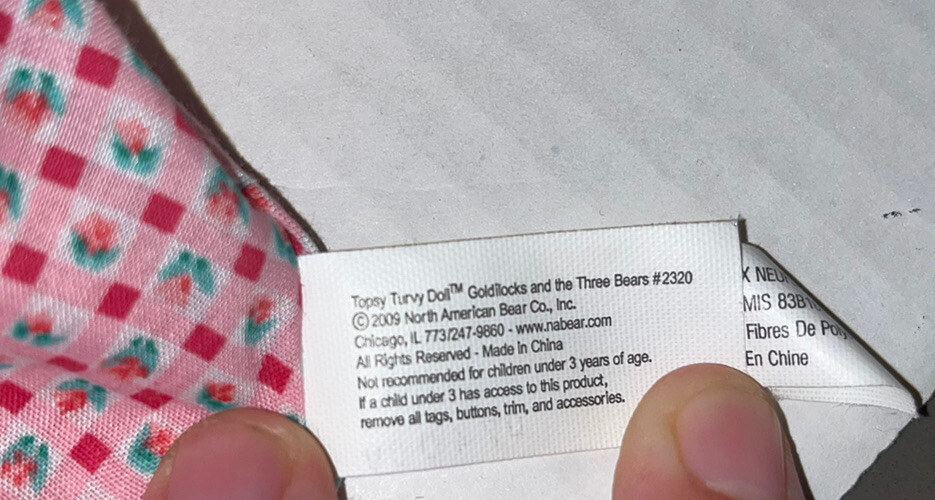 Topsy Turvy Doll™ Goldilocks and the Three Bears #2320
© 2009 North American Bear Co., Inc.
Chicago, IL 773/247-9860 - www.nabear.com
All Rights Reserved - Made In China
Not recommended for children under 3 years of age.
If a child under 3 has access to this product,
remove all tags, buttons, trim, and accessories.
MIS
Fibres De
En Chine